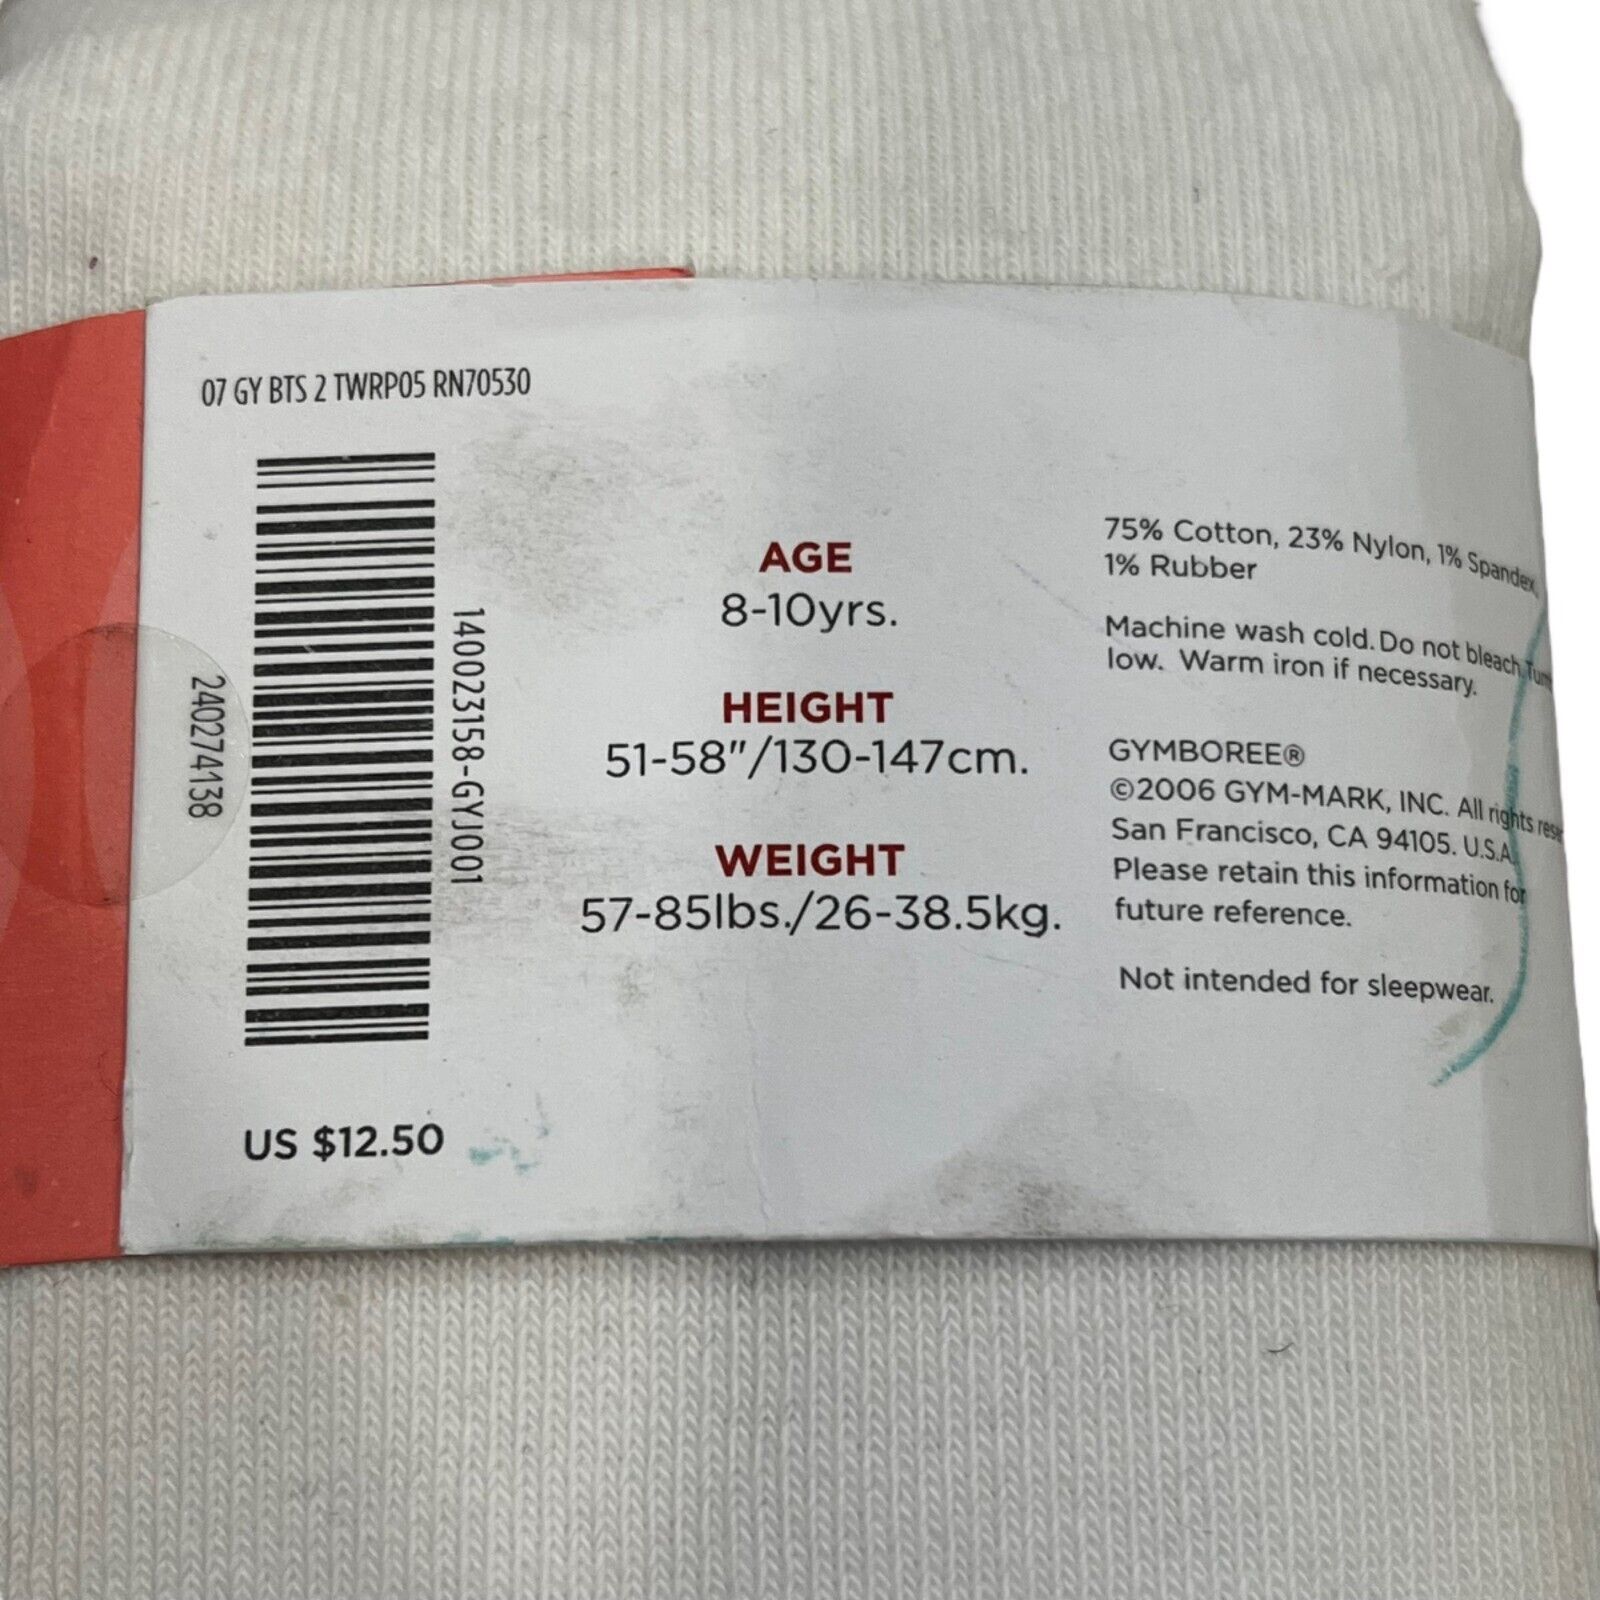 07 GY BTS 2 TWRP05 RN70530
240274138
140023158-GYJ001
US $12.50
AGE
8-10yrs.
HEIGHT
51-58"/130-147cm.
WEIGHT
57-85lbs./26-38.5kg.
75% Cotton, 23% Nylon, 1% Spandex,
1% Rubber
Machine wash cold. Do not bleach.
low. Warm iron if necessary.
GYMBOREE®
©2006 GYM-MARK, INC. All rights
San Francisco, CA 94105. U.S.A.
Please retain this information for
future reference.
Not intended for sleepwear.